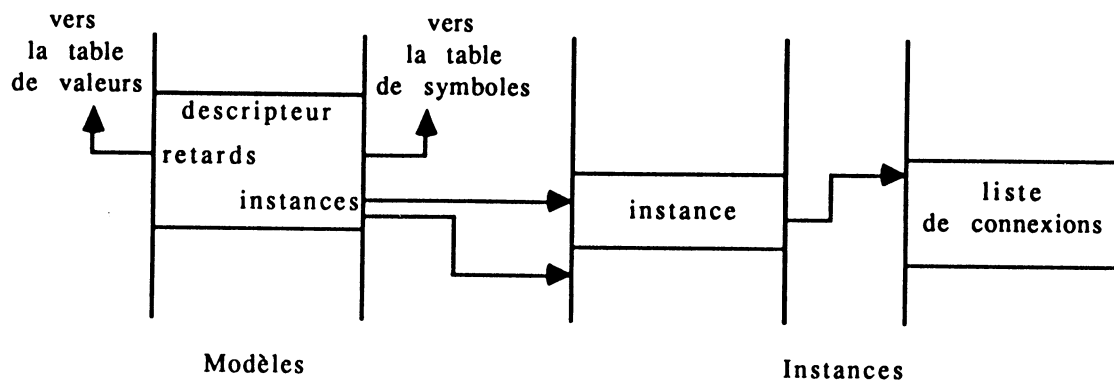 vers
la table
de valeurs
vers
la table
de symboles
descripteur
retards
instances
instance
liste
de connexions
Modèles
Instances